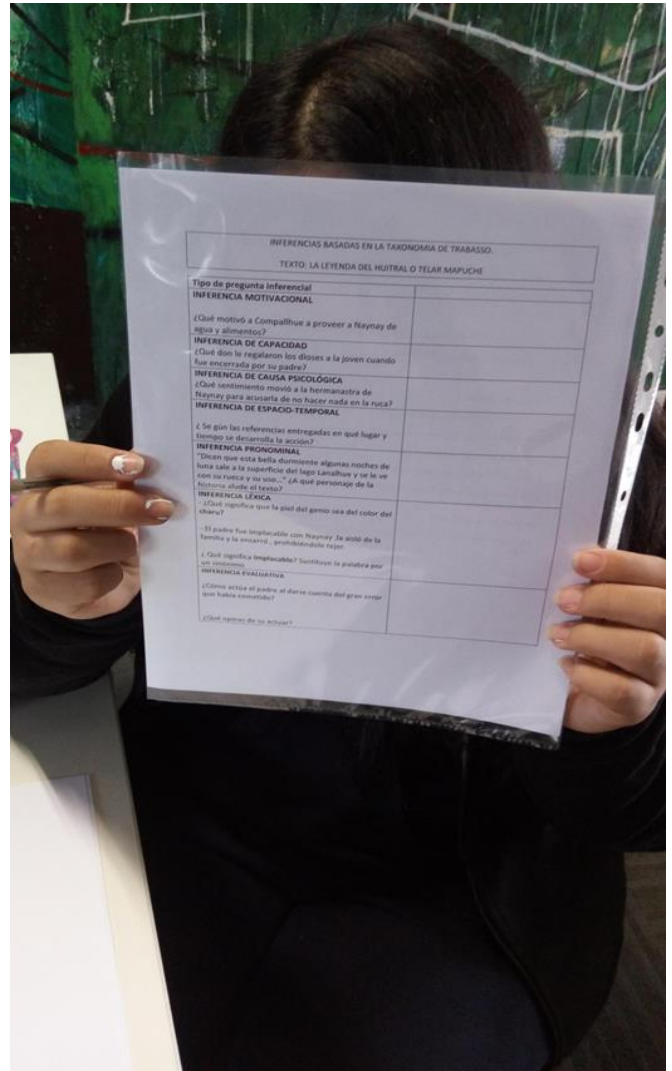 INFERENCIAS BASADAS EN LA TAXONOMIA DE TRABASSO.
TEXTO: LA LEYENDA DEL HUITRAL O TELAR MAPUCHE
Tipo de pregunta inferencial
INFERENCIA MOTIVACIONAL
¿Qué motivó a Compallhue a proveer a Naynay de
agua y alimentos?
INFERENCIA DE CAPACIDAD
¿Qué don le regalaron los dioses a la joven cuando
fue encerrada por su padre?
INFERENCIA DE CAUSA PSICOLÓGICA
¿Qué sentimiento movió a la hermanastra de
Naynay para acusarla de no hacer nada en la ruca?
INFERENCIA DE ESPACIO-TEMPORAL
¿ Se gún las referencias entregadas en qué lugar y
tiempo se desarrolla la acción?
INFERENCIA PRONOMINAL
"Dicen que esta bella durmiente algunas noches de
luna sale a la superficie del lago Lanalhue y se le ve
con su rueca y su uso..." ¿A qué personaje de la
historia alude el texto?
INFERENCIA LÉXICA
- ¿Qué significa que la piel del genio sea del color del
charu?
-El padre fue implacable con Naynay ,la aisló de la
familia y la encerró , prohibiéndole tejer.
¿ Qué significa implacable? Sustituye la palabra por
un sinónimo.
INFERENCIA EVALUATIVA
¿Cómo actúa el padre al darse cuenta del gran error
que había cometido?
¿Qué opinas de su actuar?